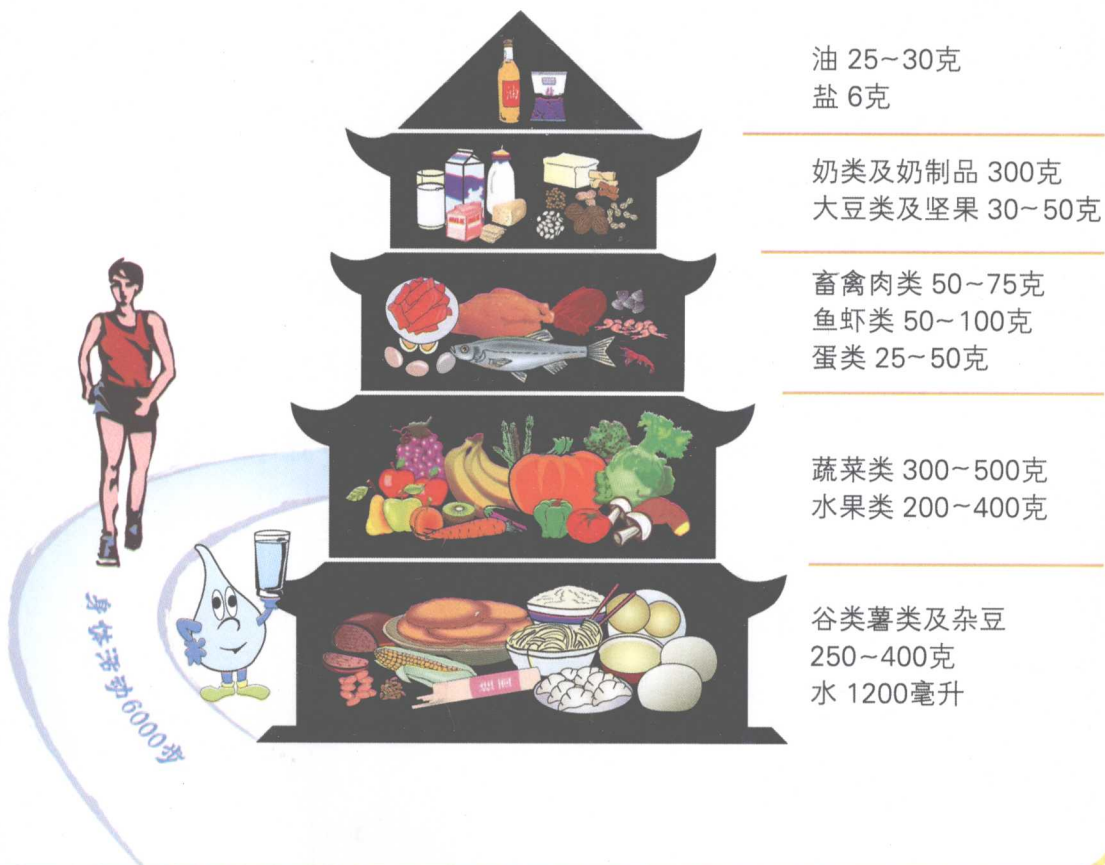 油 25~30克
盐 6克
奶类及奶制品 300克
大豆类及坚果 30~50克
畜禽肉类 50~75克
鱼虾类 50~100克
蛋类 25~50克
蔬菜类 300~500克
水果类 200~400克
谷类薯类及杂豆
250~400克
水 1200毫升
身体活动6000步
油
挂面